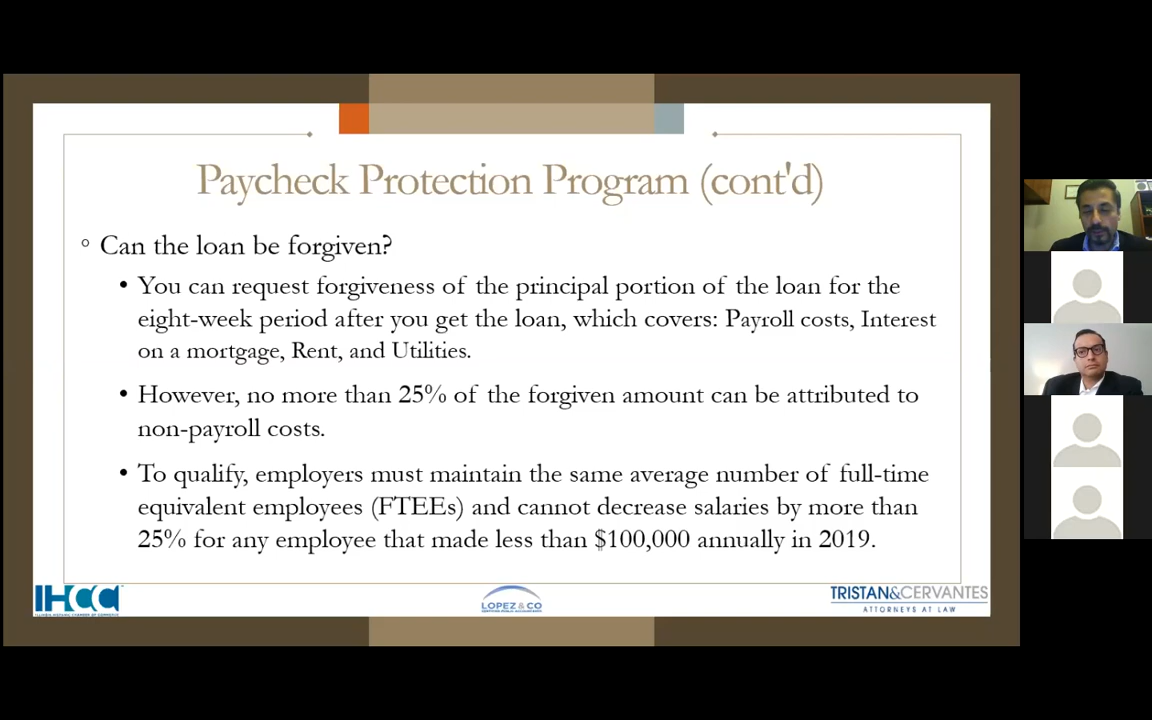 Paycheck Protection Program (cont'd)
° Can the loan be forgiven?
• You can request forgiveness of the principal portion of the loan for the
eight-week period after you get the loan, which covers: Payroll costs, Interest
on a mortgage, Rent, and Utilities.
• However, no more than 25% of the forgiven amount can be attributed to
non-payroll costs.
• To qualify, employers must maintain the same average number of full-time
equivalent employees (FTEEs) and cannot decrease salaries by more than
25% for any employee that made less than $100,000 annually in 2019.
IHCC
LOPEZ & CO
TRISTAN&CERVANTES
ATTORNEYS AT LAW